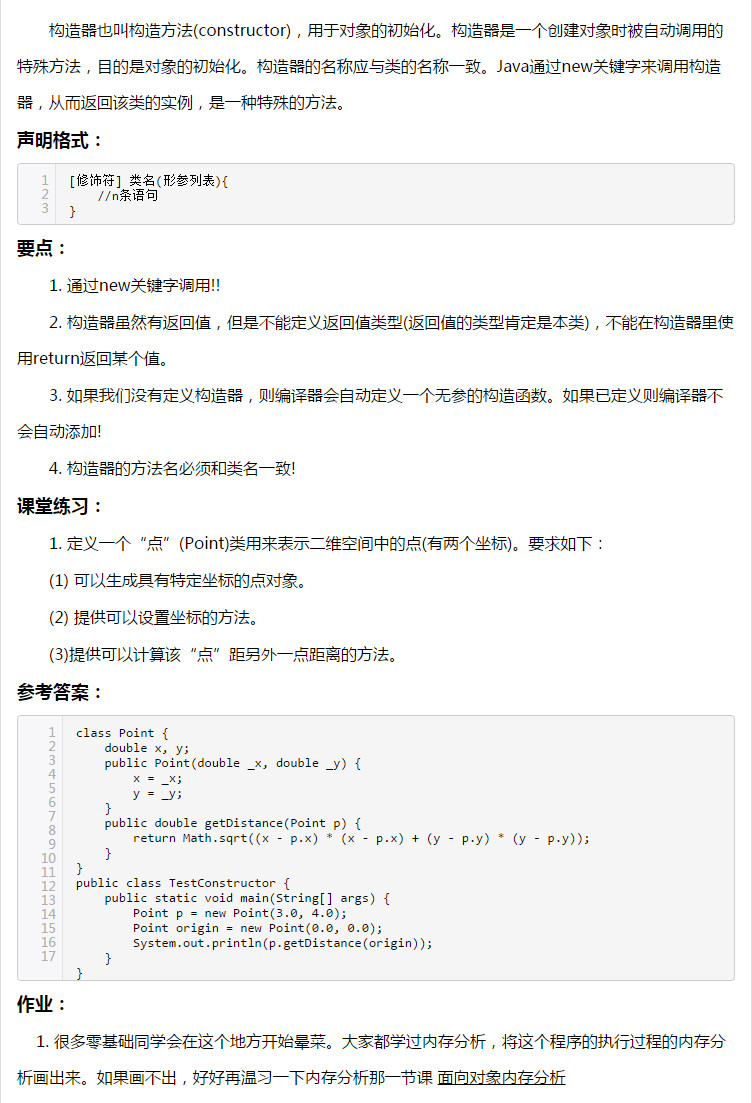 构造器也叫构造方法(constructor)，用于对象的初始化。构造器是一个创建对象时被自动调用的
特殊方法，目的是对象的初始化。构造器的名称应与类的名称一致。Java通过new关键字来调用构造
器，从而返回该类的实例，是一种特殊的方法。
声明格式：
1 [修饰符] 类名(形参列表){
2 //n条语句
3 }
要点：
1. 通过new关键字调用!!
2. 构造器虽然有返回值，但是不能定义返回值类型(返回值的类型肯定是本类)，不能在构造器里使
用return返回某个值。
3. 如果我们没有定义构造器，则编译器会自动定义一个无参的构造函数。如果已定义则编译器不
会自动添加!
4. 构造器的方法名必须和类名一致!
课堂练习：
1. 定义一个“点”(Point)类用来表示二维空间中的点(有两个坐标)。要求如下：
(1) 可以生成具有特定坐标的点对象。
(2) 提供可以设置坐标的方法。
(3)提供可以计算该“点”距另外一点距离的方法。
参考答案：
1 class Point {
2 double x, y;
3 public Point(double _x, double _y) {
4 x = _x;
5 y = _y;
6 }
7 public double getDistance(Point p) {
8 return Math.sqrt((x - p.x) * (x - p.x) + (y - p.y) * (y - p.y));
9 }
10 }
11 public class TestConstructor {
12 public static void main(String[] args) {
13 Point p = new Point(3.0, 4.0);
14 Point origin = new Point(0.0, 0.0);
15 System.out.println(p.getDistance(origin));
16 }
17 }
作业：
1. 很多零基础同学会在这个地方开始晕菜。大家都学过内存分析，将这个程序的执行过程的内存分
析画出来。如果画不出，好好再温习一下内存分析那一节课 面向对象内存分析